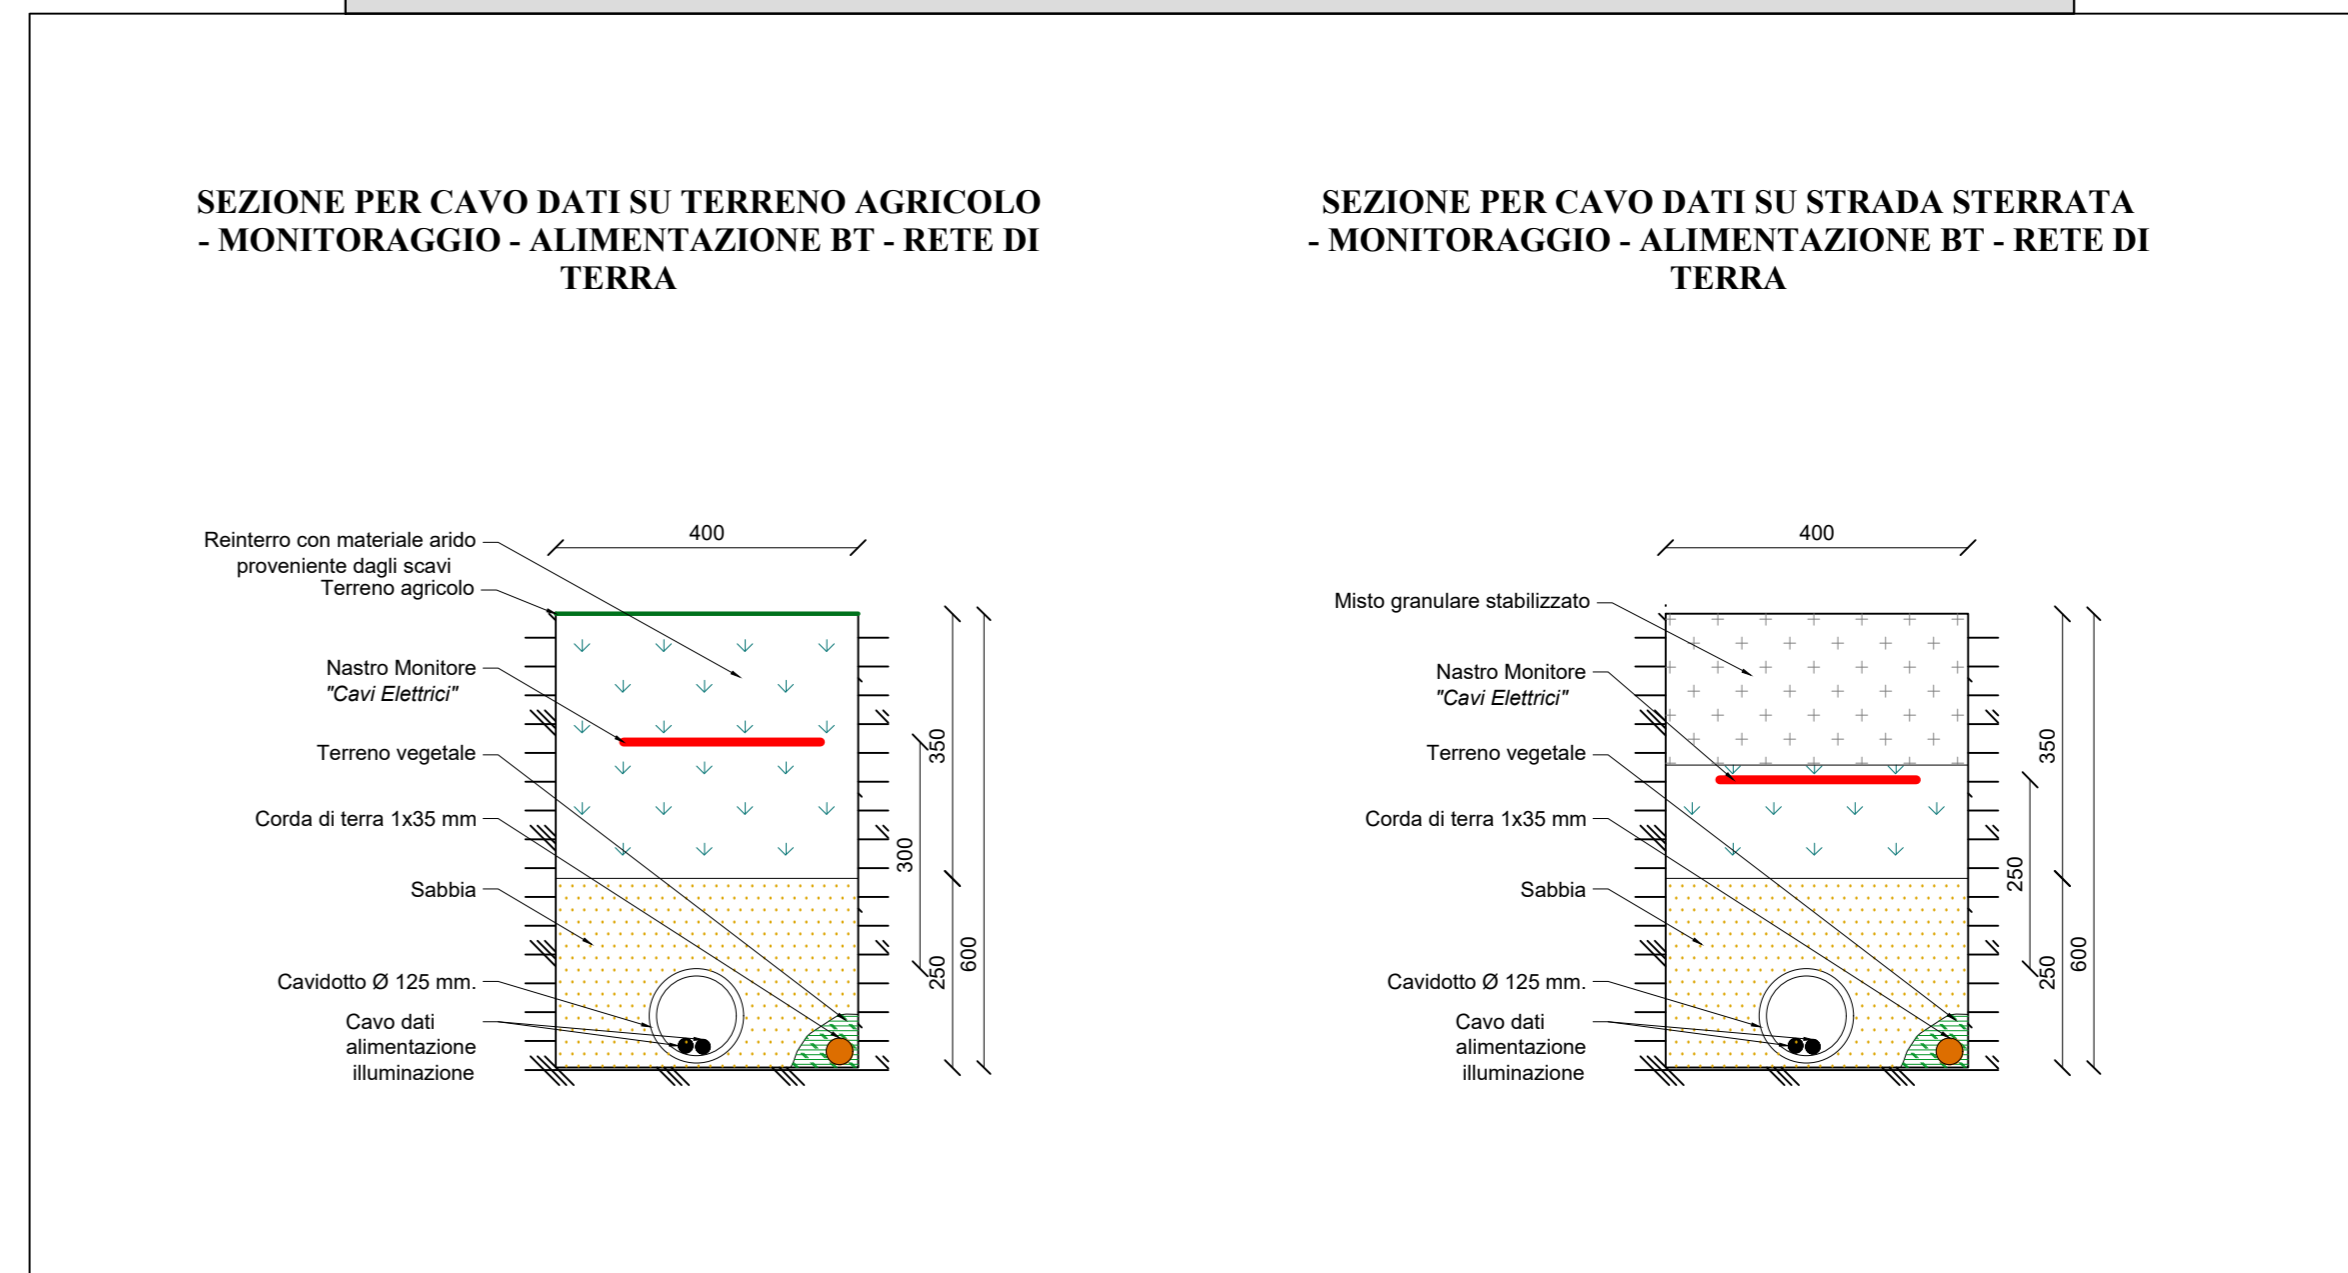 SEZIONE PER CAVO DATI SU TERRENO AGRICOLO
- MONITORAGGIO - ALIMENTAZIONE BT - RETE DI
TERRA
400
Reinterro con materiale arido
proveniente dagli scavi
Terreno agricolo
Nastro Monitore
"Cavi Elettrici"
Terreno vegetale
Corda di terra 1x35 mm
Sabbia
Cavidotto Ø 125 mm.
Cavo dati
alimentazione
illuminazione
350
300
250
600
SEZIONE PER CAVO DATI SU STRADA STERRATA
- MONITORAGGIO - ALIMENTAZIONE BT - RETE DI
TERRA
400
Misto granulare stabilizzato
Nastro Monitore
"Cavi Elettrici"
Terreno vegetale
Corda di terra 1x35 mm
Sabbia
Cavidotto Ø 125 mm.
Cavo dati
alimentazione
illuminazione
350
250
250
600